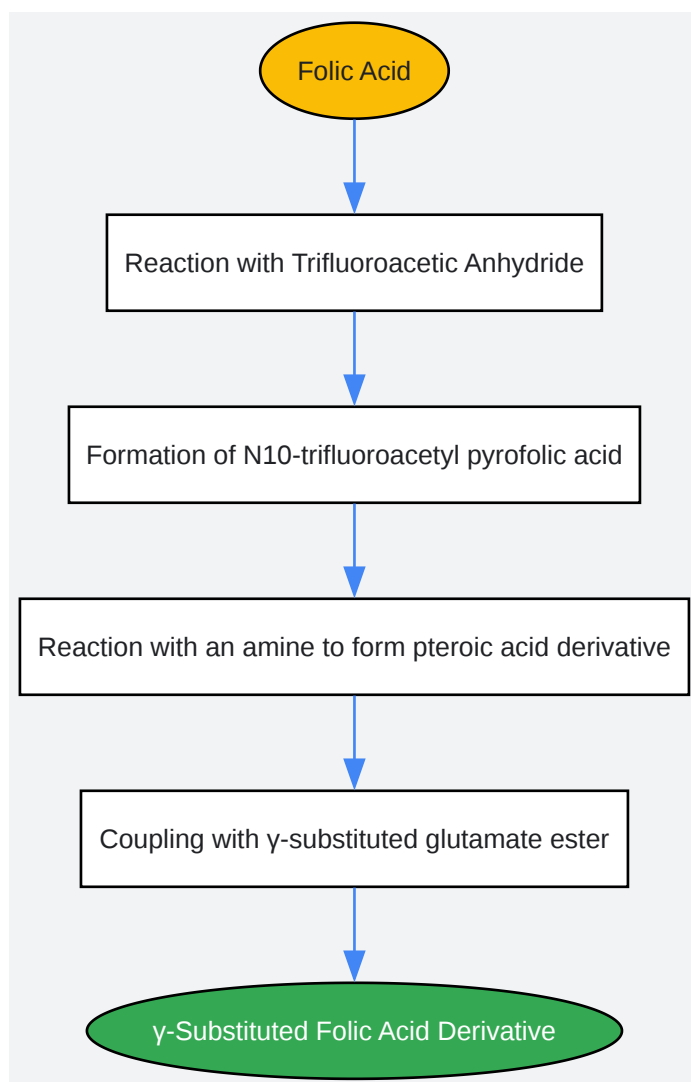 Folic Acid
Reaction with Trifluoroacetic Anhydride
Formation of N10-trifluoroacetyl pyrofolic acid
Reaction with an amine to form pteroic acid derivative
Coupling with γ-substituted glutamate ester
γ-Substituted Folic Acid Derivative